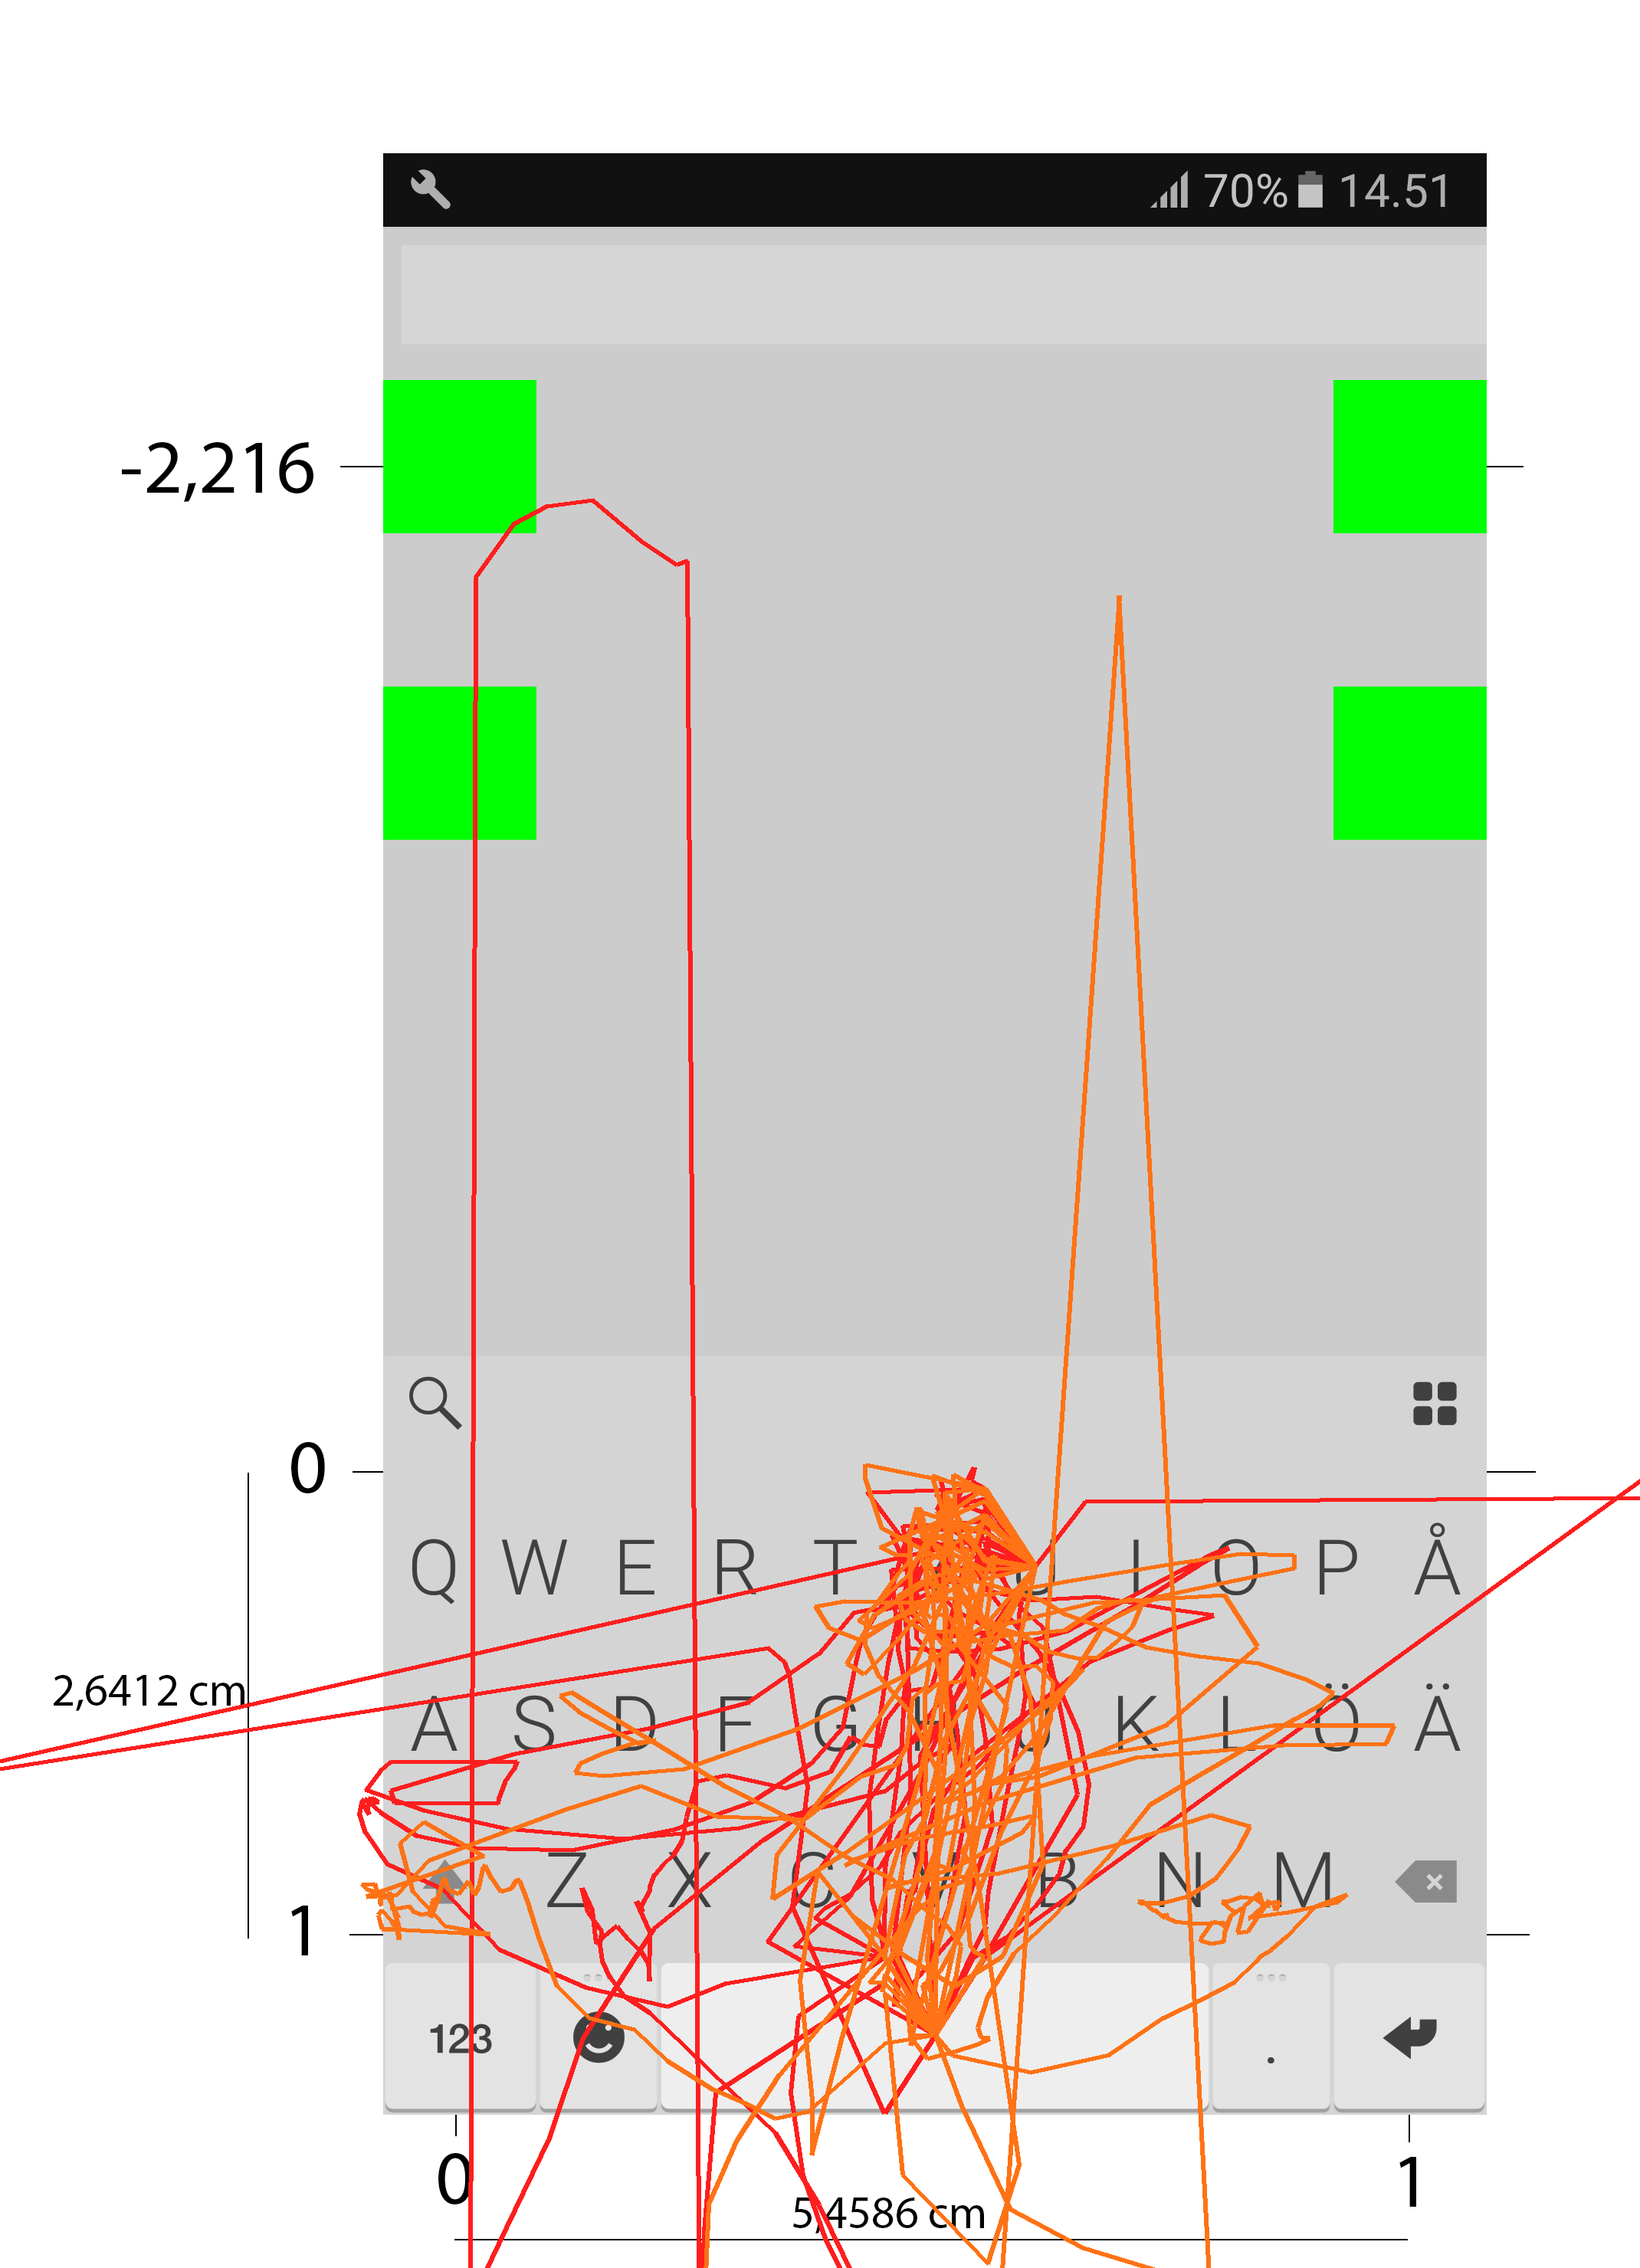 70% 14.51
-2,216
0
Q W E R T U I O P Å
2,6412 cm
A S D F G H J K L Ö Ä
Z X C V B N M
1
123 .
0 1
5,4586 cm